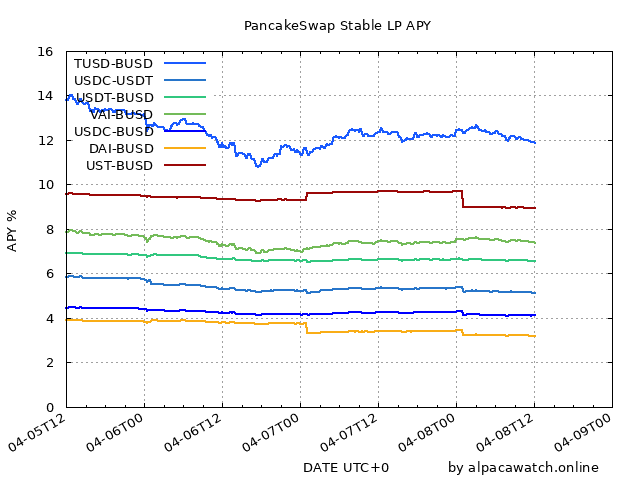 PancakeSwap Stable LP APY
16
14
12
10
8
6
4
2
0
APY %
TUSD-BUSD
USDC-USDT
USDT-BUSD
VAI-BUSD
USDC-BUSD
DAI-BUSD
UST-BUSD
04-05T12
04-06T00
04-06T12
04-07T00
04-07T12
04-08T00
04-08T12
04-09T00
DATE UTC+0
by alpacawatch.online